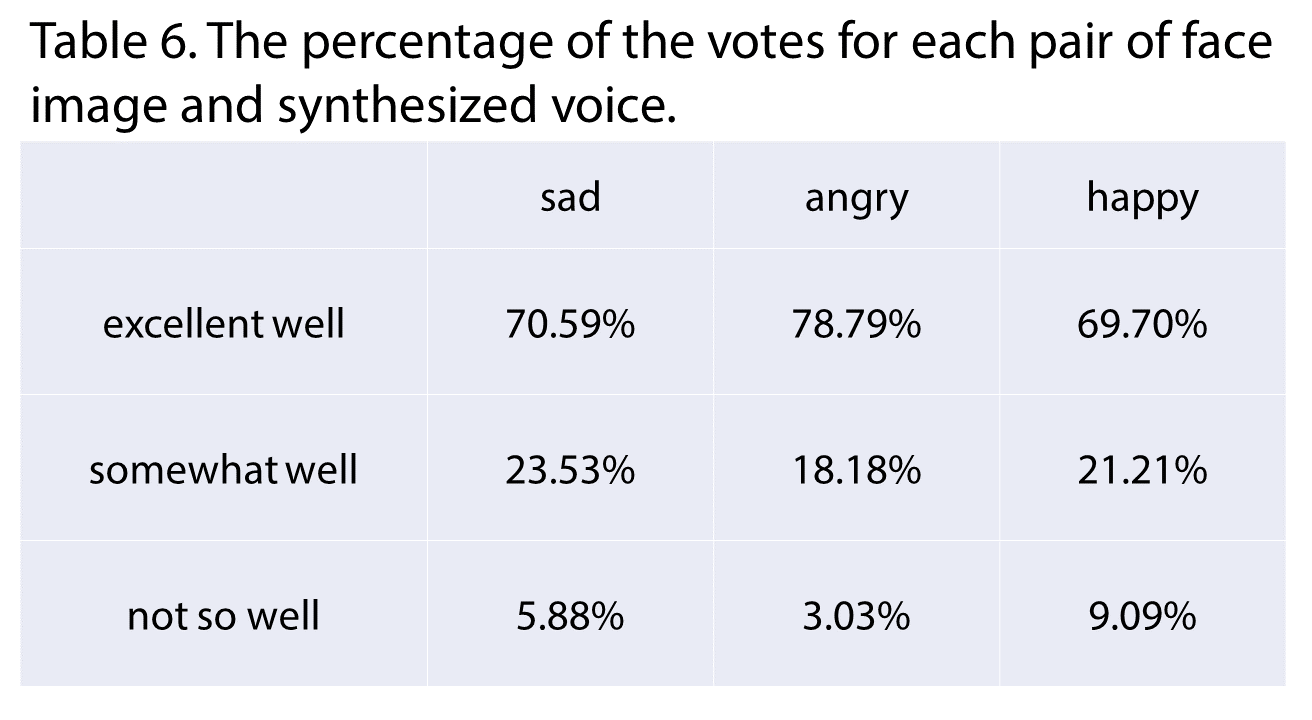 Table 6. The percentage of the votes for each pair of face
image and synthesized voice.
sad angry happy
excellent well 70.59% 78.79% 69.70%
somewhat well 23.53% 18.18% 21.21%
not so well 5.88% 3.03% 9.09%